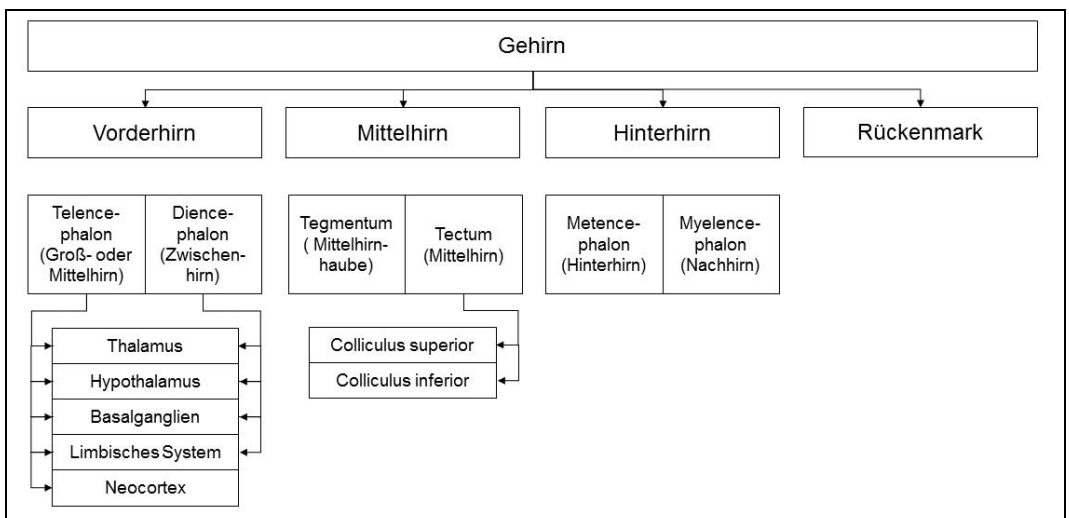 Gehirn
Vorderhirn
Mittelhirn
Hinterhirn
Rückenmark
Telence-
phalon
(Groß- oder
Mittelhirn)
Dience-
phalon
(Zwischen-
hirn)
Tegmentum
( Mittelhirn-
haube)
Tectum
(Mittelhirn)
Metence-
phalon
(Hinterhirn)
Myelence-
phalon
(Nachhirn)
Thalamus
Hypothalamus
Basalganglien
Limbisches System
Neocortex
Colliculus superior
Colliculus inferior